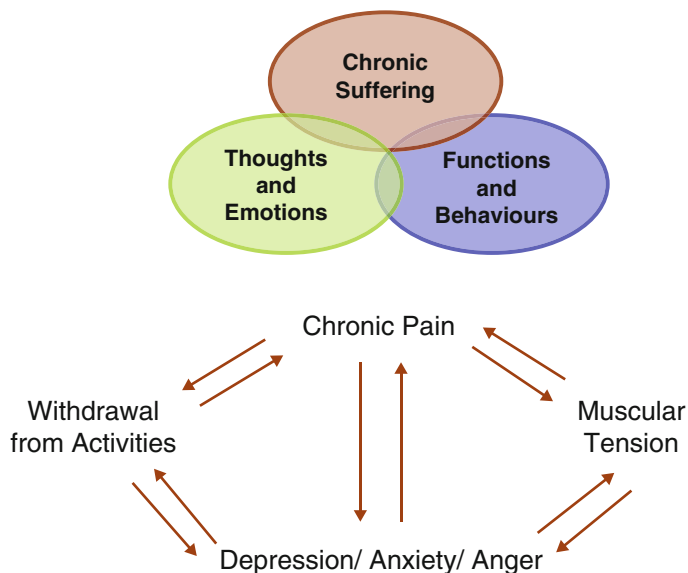 Chronic
Suffering
Thoughts
and
Emotions
Functions
and
Behaviours
Chronic Pain
Withdrawal
from Activities
Muscular
Tension
Depression/ Anxiety/ Anger